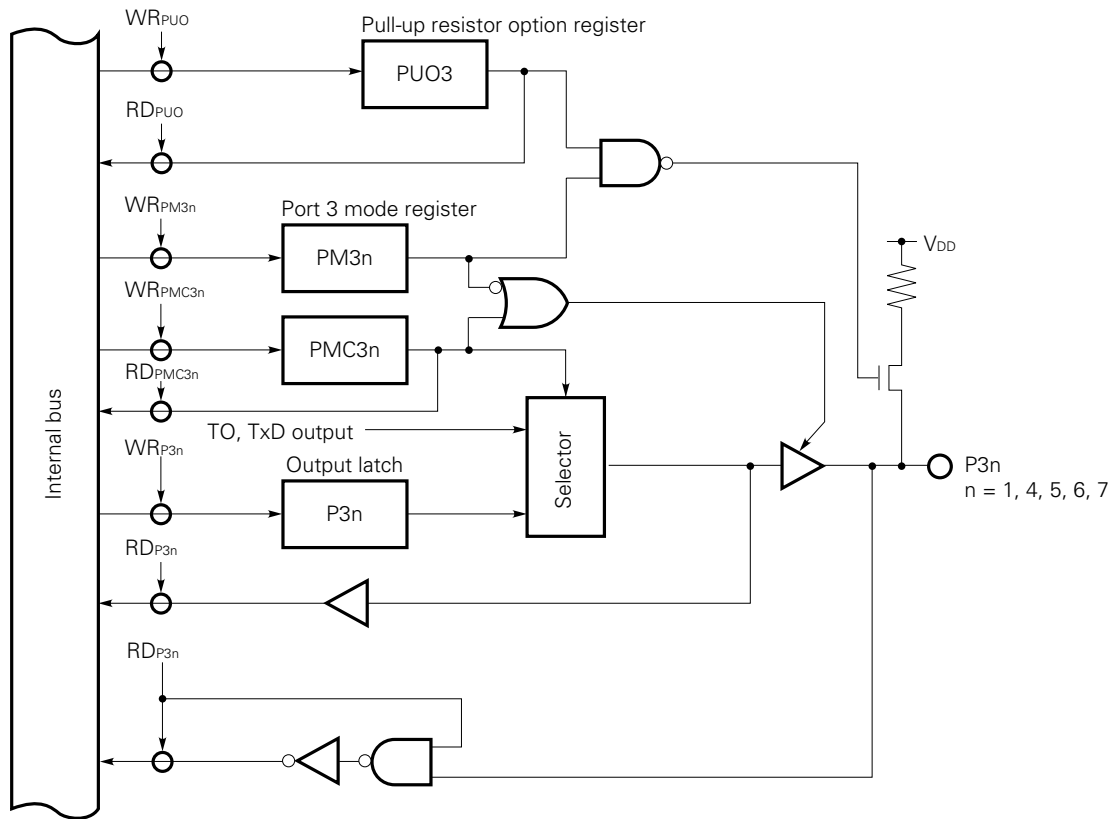 WRPUO
Pull-up resistor option register
PUO3
RDPUO
WRPM3n
Port 3 mode register
PM3n
VDD
WRPMC3n
PMC3n
RDPMC3n
Internal bus
TO, TxD output
WRP3n
Output latch
P3n
Selector
P3n
n = 1, 4, 5, 6, 7
RDP3n
RDP3n